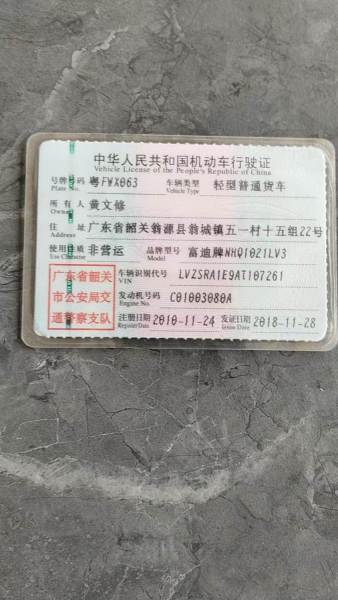 中华人民共和国机动车行驶证
Vehicle License of the People's Republic of China
号牌号码 粤FWX063 车辆类型 轻型普通货车
Plate No. Vehicle Type
所有人 黄文修
Owner
住址 广东省韶关翁源县翁城镇五一村十五组22号
Address
使用性质 非营运 品牌型号 富迪牌NHQ1021LV3
Use Character Model
广东省韶关 车辆识别代号 LVZSRA1E9AT107261
VIN
市公安局交 发动机号码 C01003080A
Engine No.
通警察支队 注册日期 2010-11-24 发证日期 2018-11-28
Register Date Issue Date